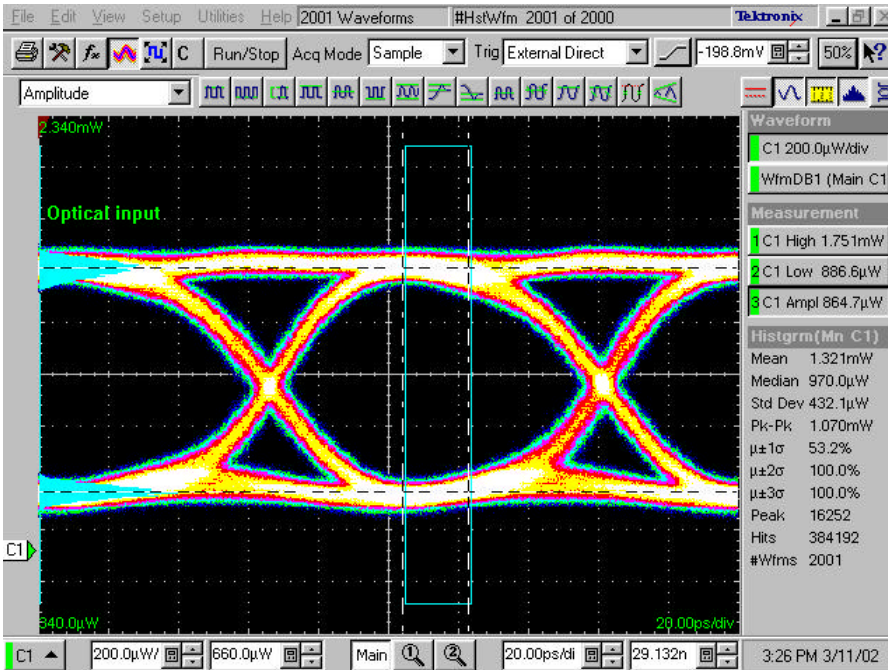 File Edit View Setup Utilities Help 2001 Waveforms #HstWfm 2001 of 2000 Tektronix
C Run/Stop Acq Mode Sample Trig External Direct -198.8mV 50%
Amplitude
2.340mW
Optical input
C1
340.0µW
20.00ps/div
Waveform
C1 200.0µW/div
WfmDB1 (Main C1
Measurement
1 C1 High 1.751mW
2 C1 Low 886.6µW
3 C1 Ampl 864.7µW
Histgrm(Mn C1)
Mean 1.321mW
Median 970.0µW
Std Dev 432.1µW
Pk-Pk 1.070mW
µ±1σ 53.2%
µ±2σ 100.0%
µ±3σ 100.0%
Peak 16252
Hits 384192
#Wfms 2001
C1 200.0µW/ 660.0µW Main 1 2 20.00ps/di 29.132n 3:26 PM 3/11/02